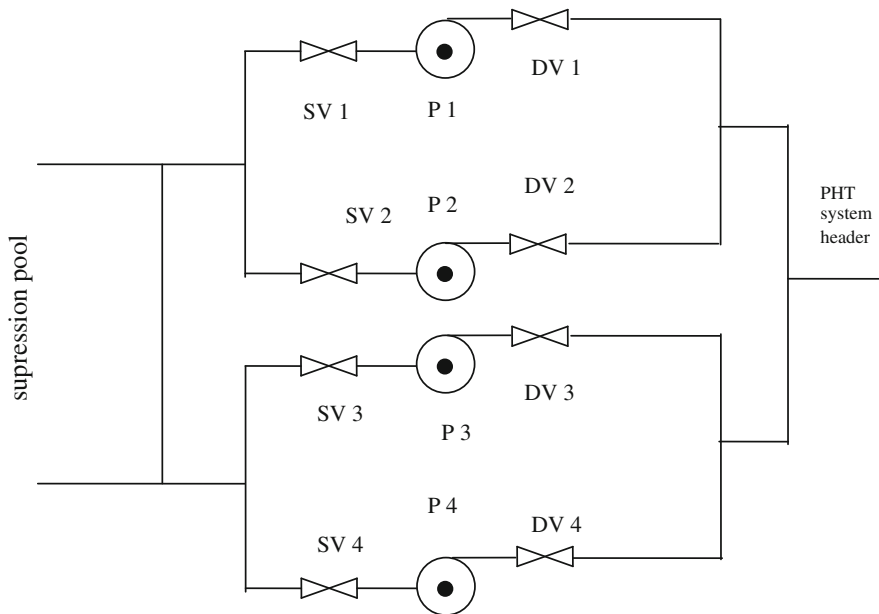 DV 1
SV 1
P 1
SV 2
P 2
DV 2
PHT
system
header
supression pool
SV 3
P 3
DV 3
P 4
SV 4
DV 4